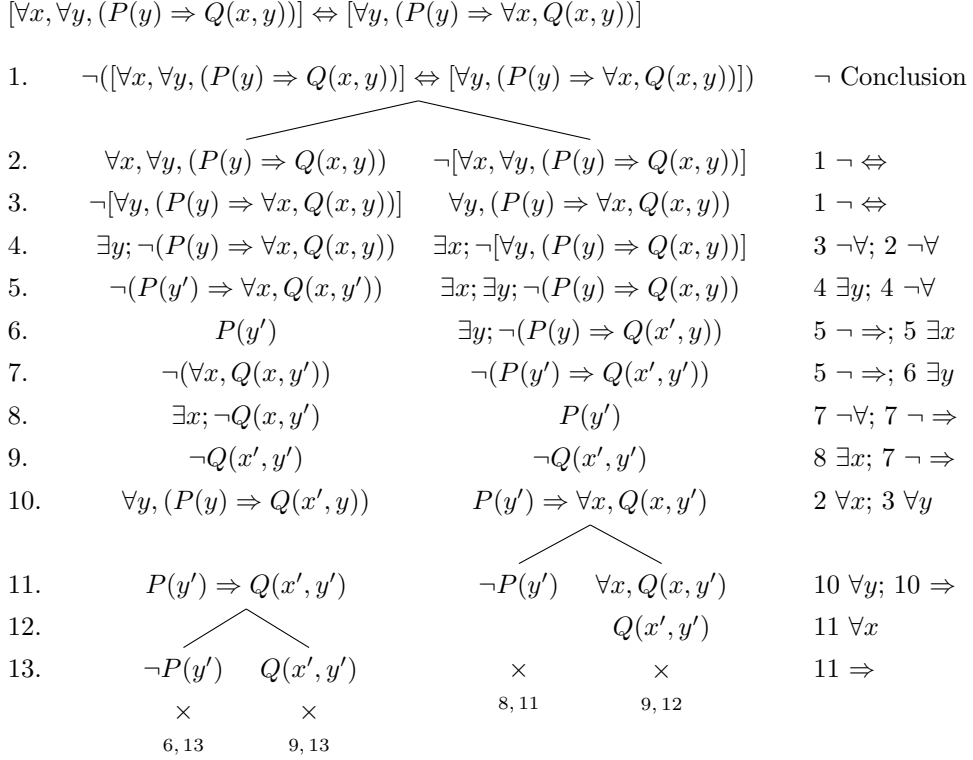 [∀x, ∀y, (P(y) ⇒ Q(x, y))] ⇔ [∀y, (P(y) ⇒ ∀x, Q(x, y))]
1. ¬([∀x, ∀y, (P(y) ⇒ Q(x, y))] ⇔ [∀y, (P(y) ⇒ ∀x, Q(x, y))]) ¬ Conclusion
2. ∀x, ∀y, (P(y) ⇒ Q(x, y)) ¬[∀x, ∀y, (P(y) ⇒ Q(x, y))] 1 ¬ ⇔
3. ¬[∀y, (P(y) ⇒ ∀x, Q(x, y))] ∀y, (P(y) ⇒ ∀x, Q(x, y)) 1 ¬ ⇔
4. ∃y; ¬(P(y) ⇒ ∀x, Q(x, y)) ∃x; ¬[∀y, (P(y) ⇒ Q(x, y))] 3 ¬∀; 2 ¬∀
5. ¬(P(y′) ⇒ ∀x, Q(x, y′)) ∃x; ∃y; ¬(P(y) ⇒ Q(x, y)) 4 ∃y; 4 ¬∀
6. P(y′) ∃y; ¬(P(y) ⇒ Q(x′, y)) 5 ¬ ⇒; 5 ∃x
7. ¬(∀x, Q(x, y′)) ¬(P(y′) ⇒ Q(x′, y′)) 5 ¬ ⇒; 6 ∃y
8. ∃x; ¬Q(x, y′) P(y′) 7 ¬∀; 7 ¬ ⇒
9. ¬Q(x′, y′) ¬Q(x′, y′) 8 ∃x; 7 ¬ ⇒
10. ∀y, (P(y) ⇒ Q(x′, y)) P(y′) ⇒ ∀x, Q(x, y′) 2 ∀x; 3 ∀y
11. P(y′) ⇒ Q(x′, y′) ¬P(y′) ∀x, Q(x, y′) 10 ∀y; 10 ⇒
12. Q(x′, y′) 11 ∀x
13. ¬P(y′) Q(x′, y′) × × 11 ⇒
8, 11 9, 12
× ×
6, 13 9, 13